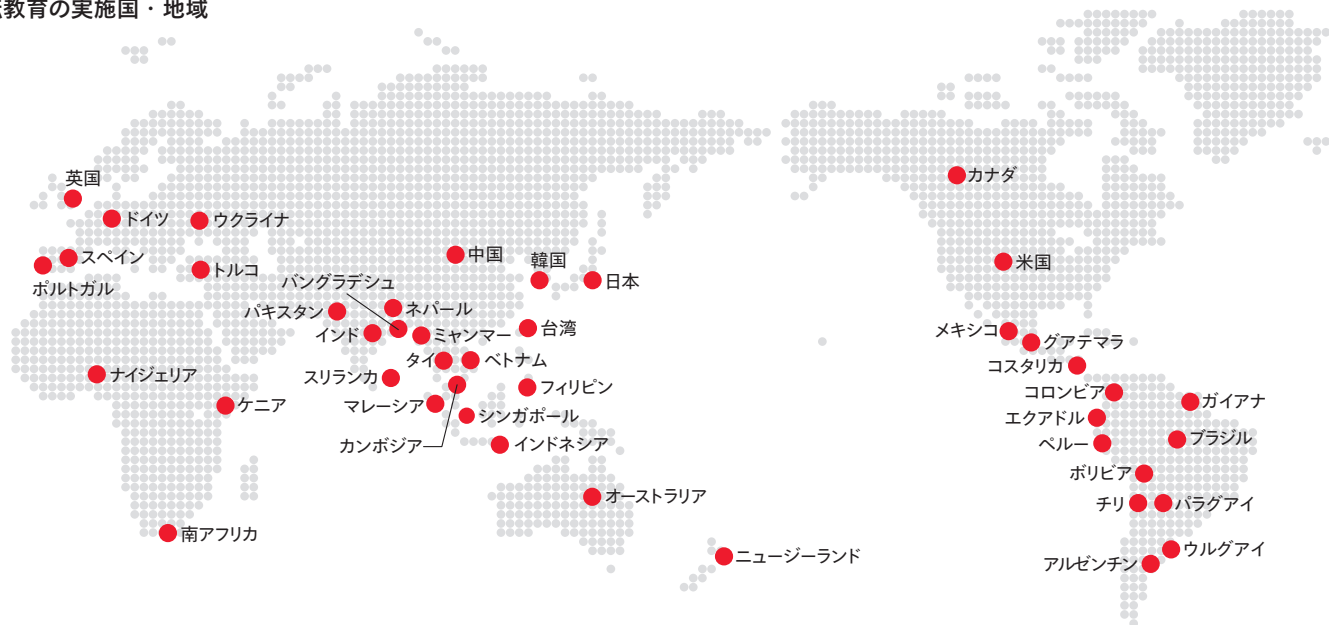 教育の実施国・地域
英国
ドイツ
ウクライナ
スペイン
ポルトガル
トルコ
中国
韓国
日本
バングラデシュ
パキスタン
ネパール
インド
ミャンマー
台湾
タイ
ベトナム
スリランカ
フィリピン
マレーシア
シンガポール
カンボジア
インドネシア
ナイジェリア
ケニア
南アフリカ
オーストラリア
ニュージーランド
カナダ
米国
メキシコ
グアテマラ
コスタリカ
コロンビア
ガイアナ
エクアドル
ブラジル
ペルー
ボリビア
チリ
パラグアイ
ウルグアイ
アルゼンチン